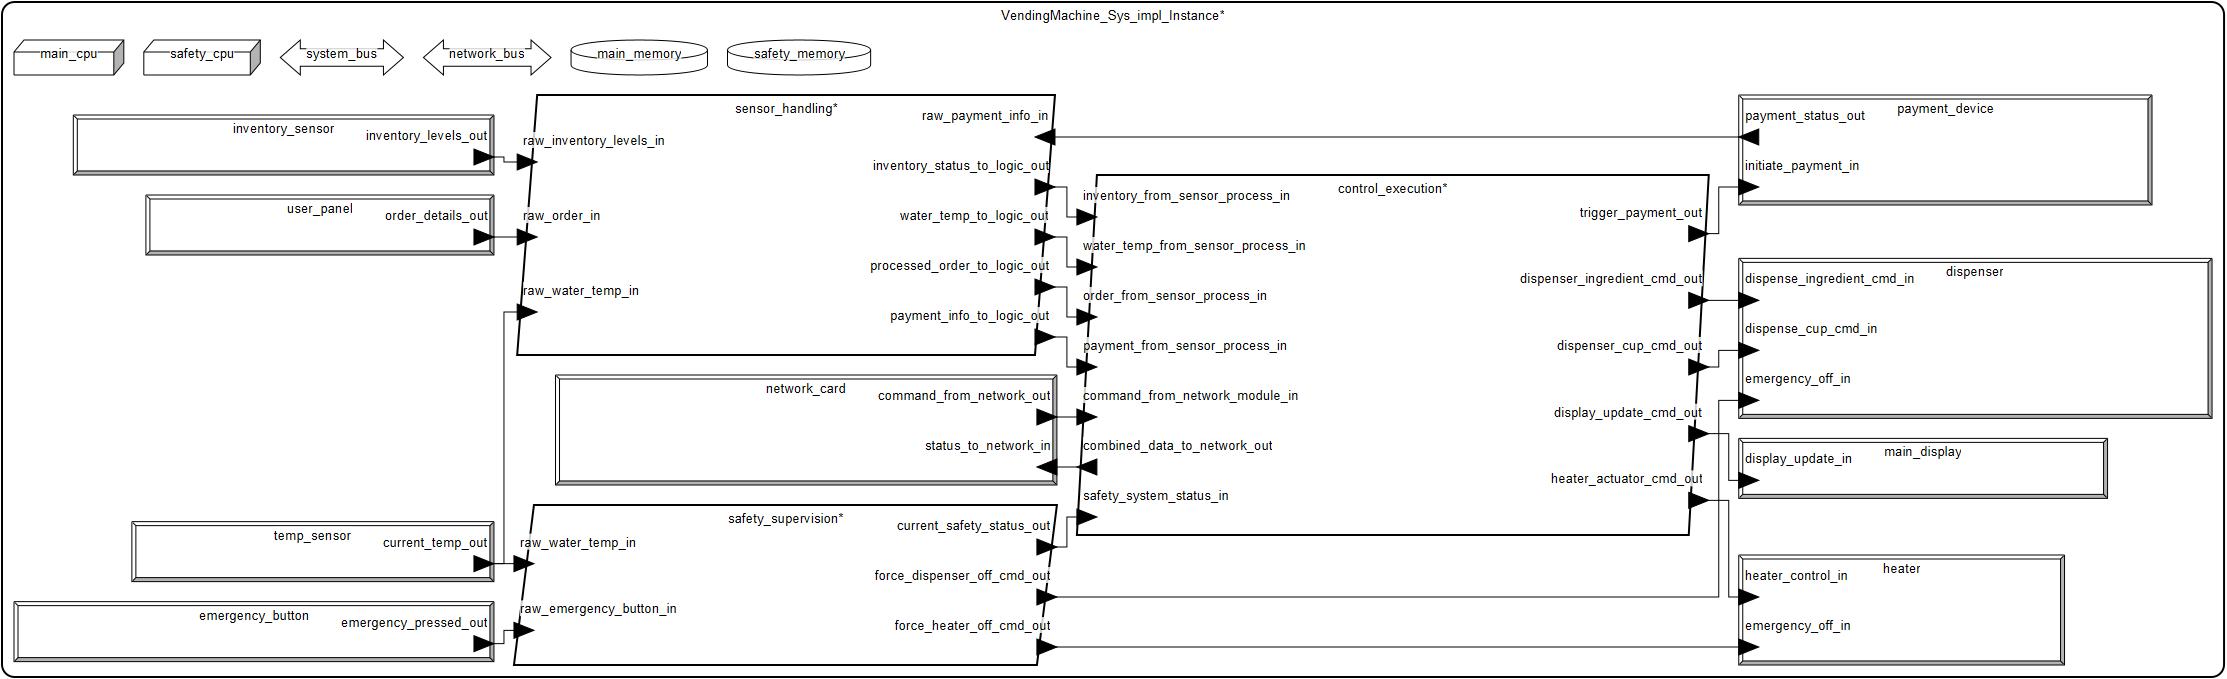 VendingMachine_Sys_impl_Instance*
main_cpu
safety_cpu
system_bus
network_bus
main_memory
safety_memory
inventory_sensor
inventory_levels_out
user_panel
order_details_out
temp_sensor
current_temp_out
emergency_button
emergency_pressed_out
sensor_handling*
raw_payment_info_in
raw_inventory_levels_in
inventory_status_to_logic_out
raw_order_in
water_temp_to_logic_out
processed_order_to_logic_out
raw_water_temp_in
payment_info_to_logic_out
network_card
command_from_network_out
status_to_network_in
safety_supervision*
current_safety_status_out
raw_water_temp_in
force_dispenser_off_cmd_out
raw_emergency_button_in
force_heater_off_cmd_out
control_execution*
inventory_from_sensor_process_in
trigger_payment_out
water_temp_from_sensor_process_in
dispenser_ingredient_cmd_out
order_from_sensor_process_in
payment_from_sensor_process_in
dispenser_cup_cmd_out
command_from_network_module_in
display_update_cmd_out
combined_data_to_network_out
heater_actuator_cmd_out
safety_system_status_in
payment_device
payment_status_out
initiate_payment_in
dispenser
dispense_ingredient_cmd_in
dispense_cup_cmd_in
emergency_off_in
main_display
display_update_in
heater
heater_control_in
emergency_off_in